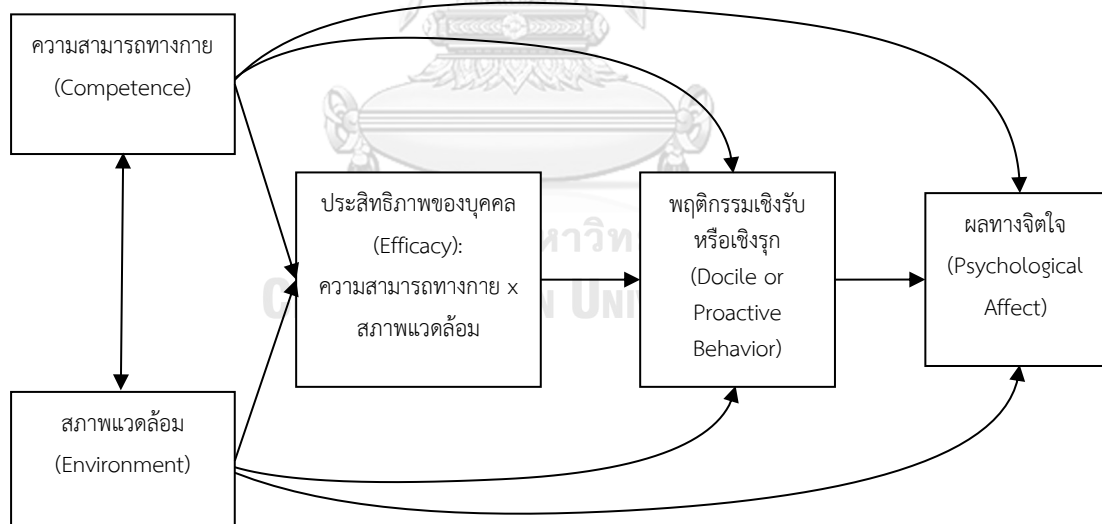 ความสามารถทางกาย
(Competence)
ประสิทธิภาพของบุคคล
(Efficacy):
ความสามารถทางกาย x
สภาพแวดล้อม
พฤติกรรมเชิงรับ
หรือเชิงรุก
(Docile or
Proactive
Behavior)
ผลทางจิตใจ
(Psychological
Affect)
สภาพแวดล้อม
(Environment)